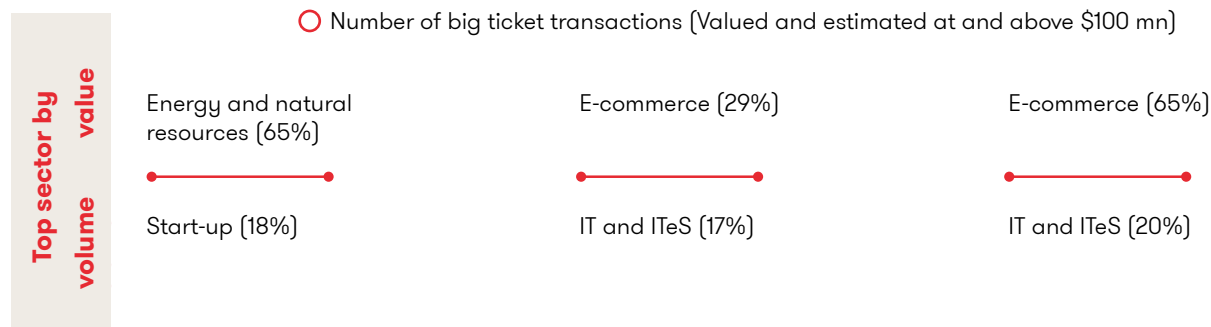 Number of big ticket transactions (Valued and estimated at and above $100 mn)
Top sector by
value
volume
Energy and natural
resources (65%)
E-commerce (29%)
E-commerce (65%)
Start-up (18%)
IT and ITeS (17%)
IT and ITeS (20%)